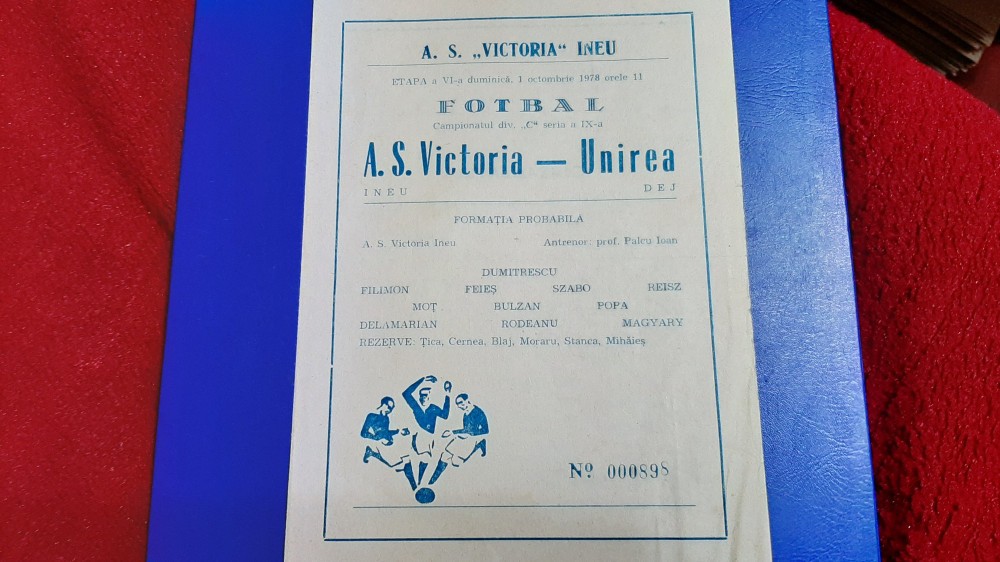 A. S. „VICTORIA“ INEU
ETAPA a VI-a duminică, 1 octombrie 1978 orele 11
FOTBAL
Campionatul div. „C“ seria a IX-a
A. S. Victoria — Unirea
INEU DEJ
FORMAȚIA PROBABILĂ
A. S. Victoria Ineu Antrenor: prof. Palcu Ioan
DUMITRESCU
FILIMON FEIEȘ SZABO REISZ
MOȚ BULZAN POPA
DELAMARIAN RODEANU MAGYARY
REZERVE: Țica, Cernea, Blaj, Moraru, Stanca, Mihăieș
Nº 000898